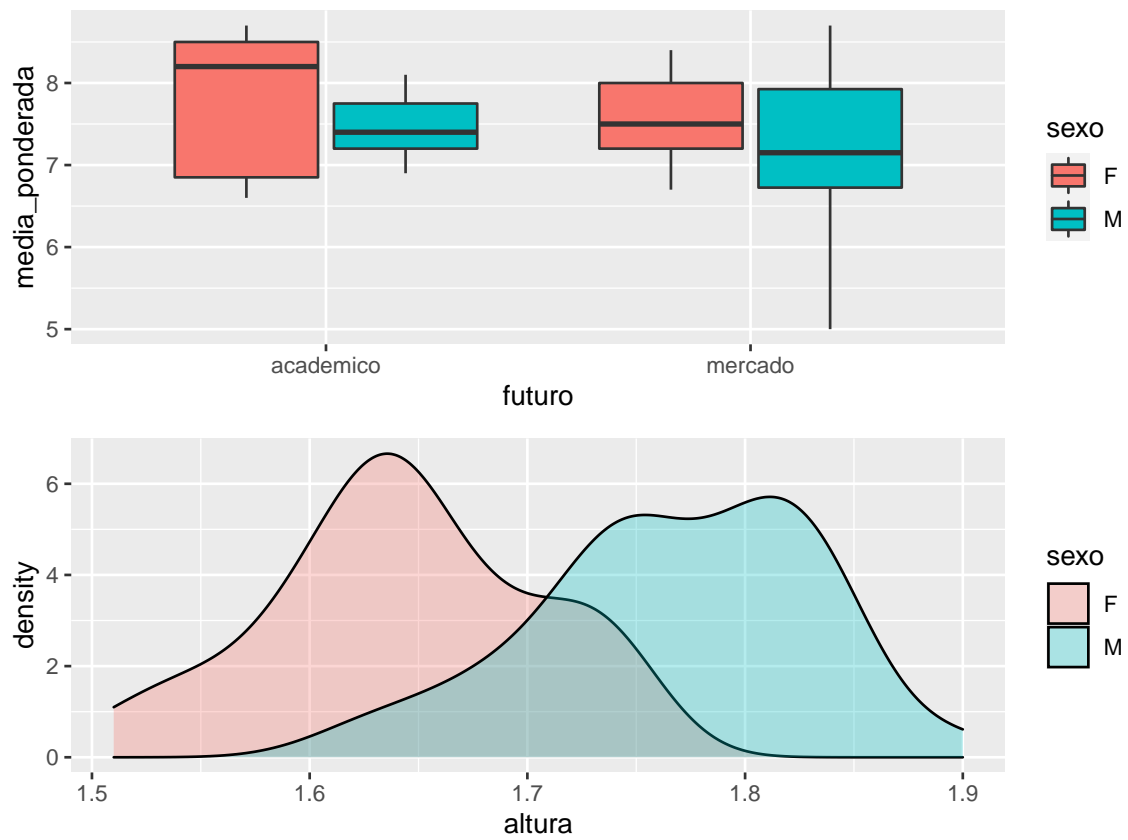 media_ponderada
8
7
6
5
academico
mercado
futuro
sexo
F
M
density
6
4
2
0
1.5
1.6
1.7
1.8
1.9
altura
sexo
F
M